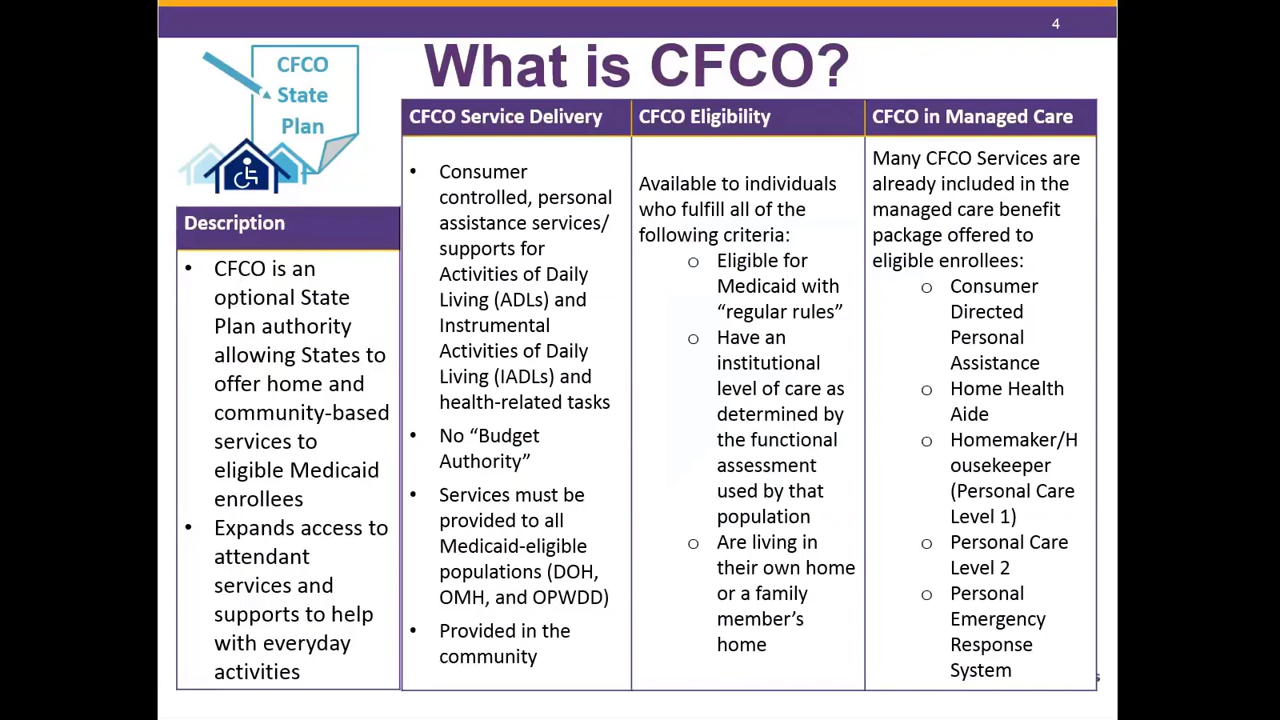 4
What is CFCO?
CFCO
State
Plan
Description
• CFCO is an
optional State
Plan authority
allowing States to
offer home and
community-based
services to
eligible Medicaid
enrollees
• Expands access to
attendant
services and
supports to help
with everyday
activities
CFCO Service Delivery
• Consumer
controlled, personal
assistance services/
supports for
Activities of Daily
Living (ADLs) and
Instrumental
Activities of Daily
Living (IADLs) and
health-related tasks
• No “Budget
Authority”
• Services must be
provided to all
Medicaid-eligible
populations (DOH,
OMH, and OPWDD)
• Provided in the
community
CFCO Eligibility
Available to individuals
who fulfill all of the
following criteria:
o Eligible for
Medicaid with
“regular rules”
o Have an
institutional
level of care as
determined by
the functional
assessment
used by that
population
o Are living in
their own home
or a family
member’s
home
CFCO in Managed Care
Many CFCO Services are
already included in the
managed care benefit
package offered to
eligible enrollees:
o Consumer
Directed
Personal
Assistance
o Home Health
Aide
o Homemaker/H
ousekeeper
(Personal Care
Level 1)
o Personal Care
Level 2
o Personal
Emergency
Response
System